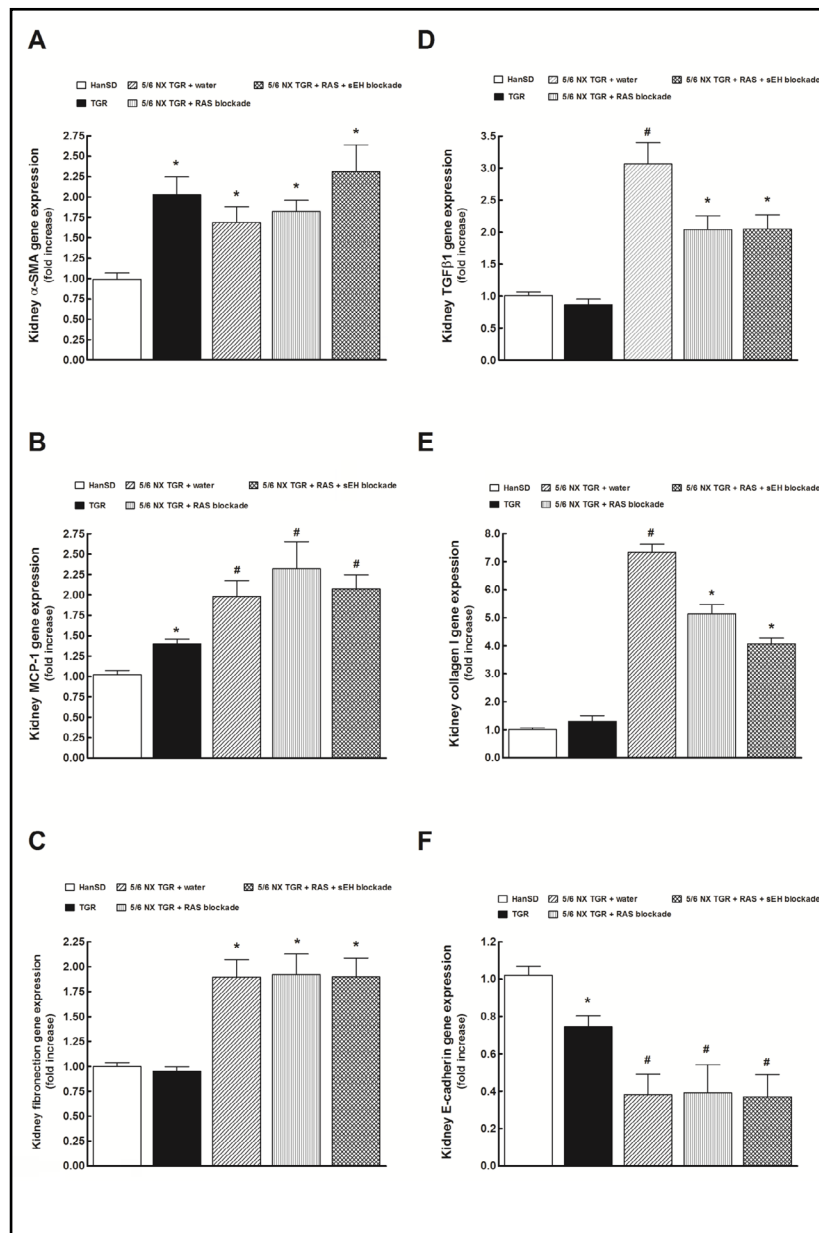 A
HanSD 5/6 NX TGR + water 5/6 NX TGR + RAS + sEH blockade
TGR 5/6 NX TGR + RAS blockade
Kidney α-SMA gene expression
(fold increase)
2.75
2.50
2.25
2.00
1.75
1.50
1.25
1.00
0.75
0.50
0.25
0.00
* * * *
B
HanSD 5/6 NX TGR + water 5/6 NX TGR + RAS + sEH blockade
TGR 5/6 NX TGR + RAS blockade
Kidney MCP-1 gene expression
(fold increase)
2.75
2.50
2.25
2.00
1.75
1.50
1.25
1.00
0.75
0.50
0.25
0.00
* # # #
C
HanSD 5/6 NX TGR + water 5/6 NX TGR + RAS + sEH blockade
TGR 5/6 NX TGR + RAS blockade
Kidney fibronection gene expression
(fold increase)
2.25
2.00
1.75
1.50
1.25
1.00
0.75
0.50
0.25
0.00
* * *
D
HanSD 5/6 NX TGR + water 5/6 NX TGR + RAS + sEH blockade
TGR 5/6 NX TGR + RAS blockade
Kidney TGFβ1 gene expression
(fold increase)
3.5
3.0
2.5
2.0
1.5
1.0
0.5
0.0
# * *
E
HanSD 5/6 NX TGR + water 5/6 NX TGR + RAS + sEH blockade
TGR 5/6 NX TGR + RAS blockade
Kidney collagen I gene expession
(fold increase)
8.0
7.0
6.0
5.0
4.0
3.0
2.0
1.0
0.0
# * *
F
HanSD 5/6 NX TGR + water 5/6 NX TGR + RAS + sEH blockade
TGR 5/6 NX TGR + RAS blockade
Kidney E-cadherin gene expression
(fold increase)
1.2
1.0
0.8
0.6
0.4
0.2
0.0
* # # #